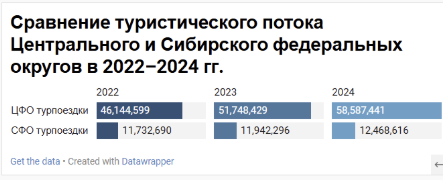 Сравнение туристического потока
Центрального и Сибирского федеральных
округов в 2022–2024 гг.
2022 2023 2024
ЦФО турпоездки 46,144,599 51,748,429 58,587,441
СФО турпоездки 11,732,690 11,942,296 12,468,616
Get the data • Created with Datawrapper